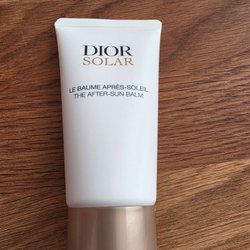 DIOR
SOLAR
LE BAUME APRÈS-SOLEIL
THE AFTER-SUN BALM